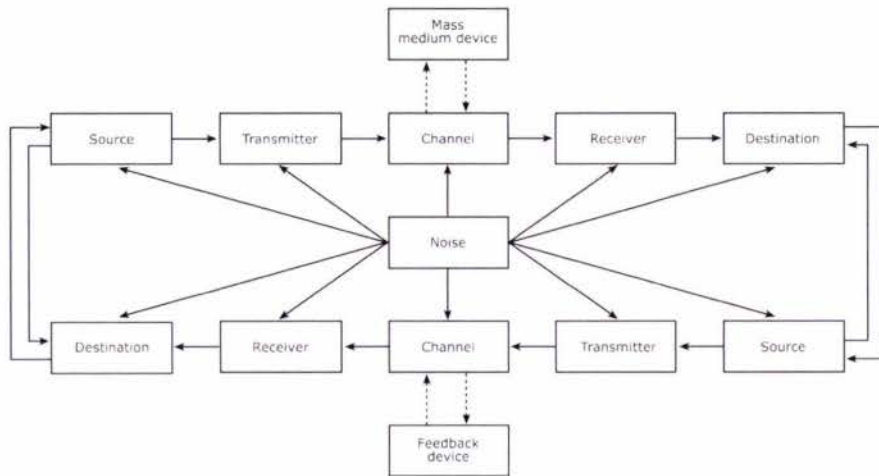 Mass
medium device
Source
Transmitter
Channel
Receiver
Destination
Noise
Destination
Receiver
Channel
Transmitter
Source
Feedback
device